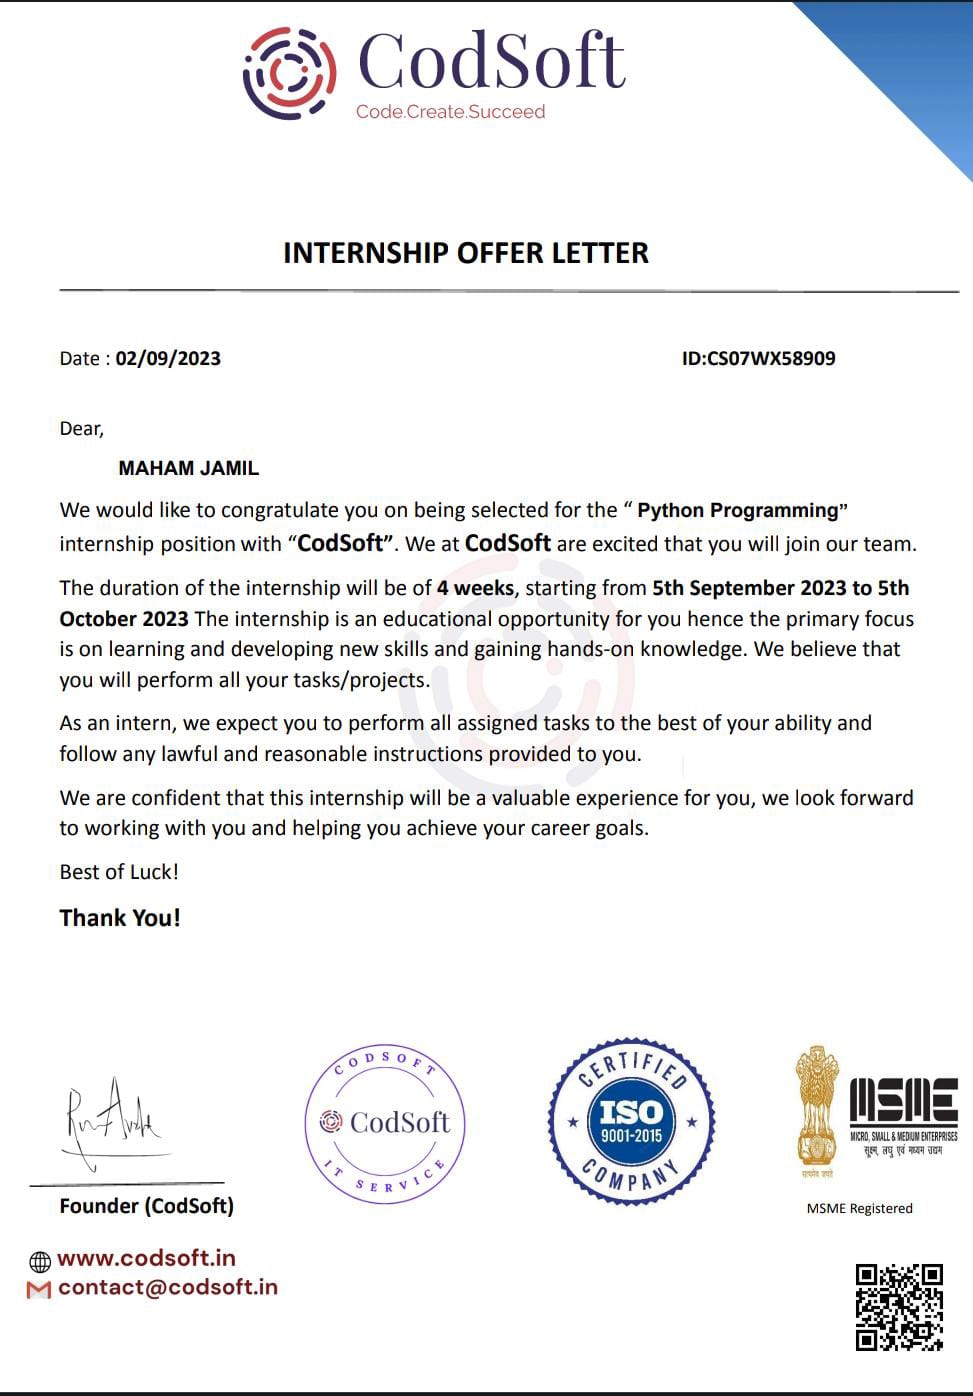 CodSoft
Code.Create.Succeed
INTERNSHIP OFFER LETTER
Date : 02/09/2023
ID:CS07WX58909
Dear,
MAHAM JAMIL
We would like to congratulate you on being selected for the “ Python Programming”
internship position with “CodSoft”. We at CodSoft are excited that you will join our team.
The duration of the internship will be of 4 weeks, starting from 5th September 2023 to 5th
October 2023 The internship is an educational opportunity for you hence the primary focus
is on learning and developing new skills and gaining hands-on knowledge. We believe that
you will perform all your tasks/projects.
As an intern, we expect you to perform all assigned tasks to the best of your ability and
follow any lawful and reasonable instructions provided to you.
We are confident that this internship will be a valuable experience for you, we look forward
to working with you and helping you achieve your career goals.
Best of Luck!
Thank You!
Founder (CodSoft)
CODSOFT
CodSoft
IT SERVICE
CERTIFIED
ISO
9001-2015
COMPANY
सत्यमेव जयते
MSME
MICRO, SMALL & MEDIUM ENTERPRISES
सूक्ष्म, लघु एवं मध्यम उद्यम
MSME Registered
www.codsoft.in
contact@codsoft.in